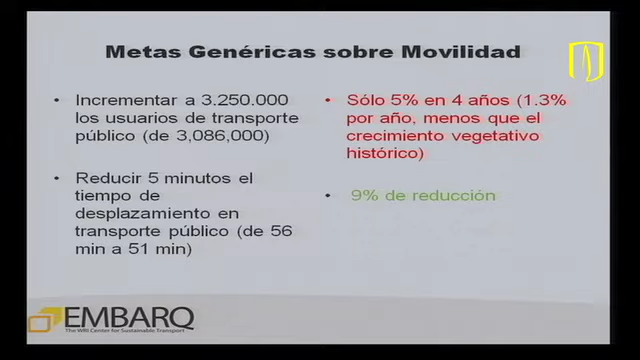 Metas Genéricas sobre Movilidad
• Incrementar a 3.250.000
los usuarios de transporte
público (de 3,086,000)
• Reducir 5 minutos el
tiempo de
desplazamiento en
transporte público (de 56
min a 51 min)
• Sólo 5% en 4 años (1.3%
por año, menos que el
crecimiento vegetativo
histórico)
• 9% de reducción
EMBARQ
The WRI Center for Sustainable Transport